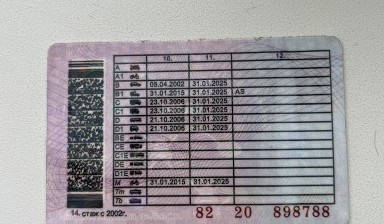 10. 11. 12.
A
A1
B 05.04.2002 31.01.2025
B1 31.01.2015 31.01.2025 AS
C 23.10.2006 31.01.2025
C1 23.10.2006 31.01.2025
D 21.10.2006 31.01.2025
D1 21.10.2006 31.01.2025
BE
CE
C1E
DE
D1E
M 31.01.2015 31.01.2025
Tm
Tb
14. стаж с 2002г. 82 20 898788